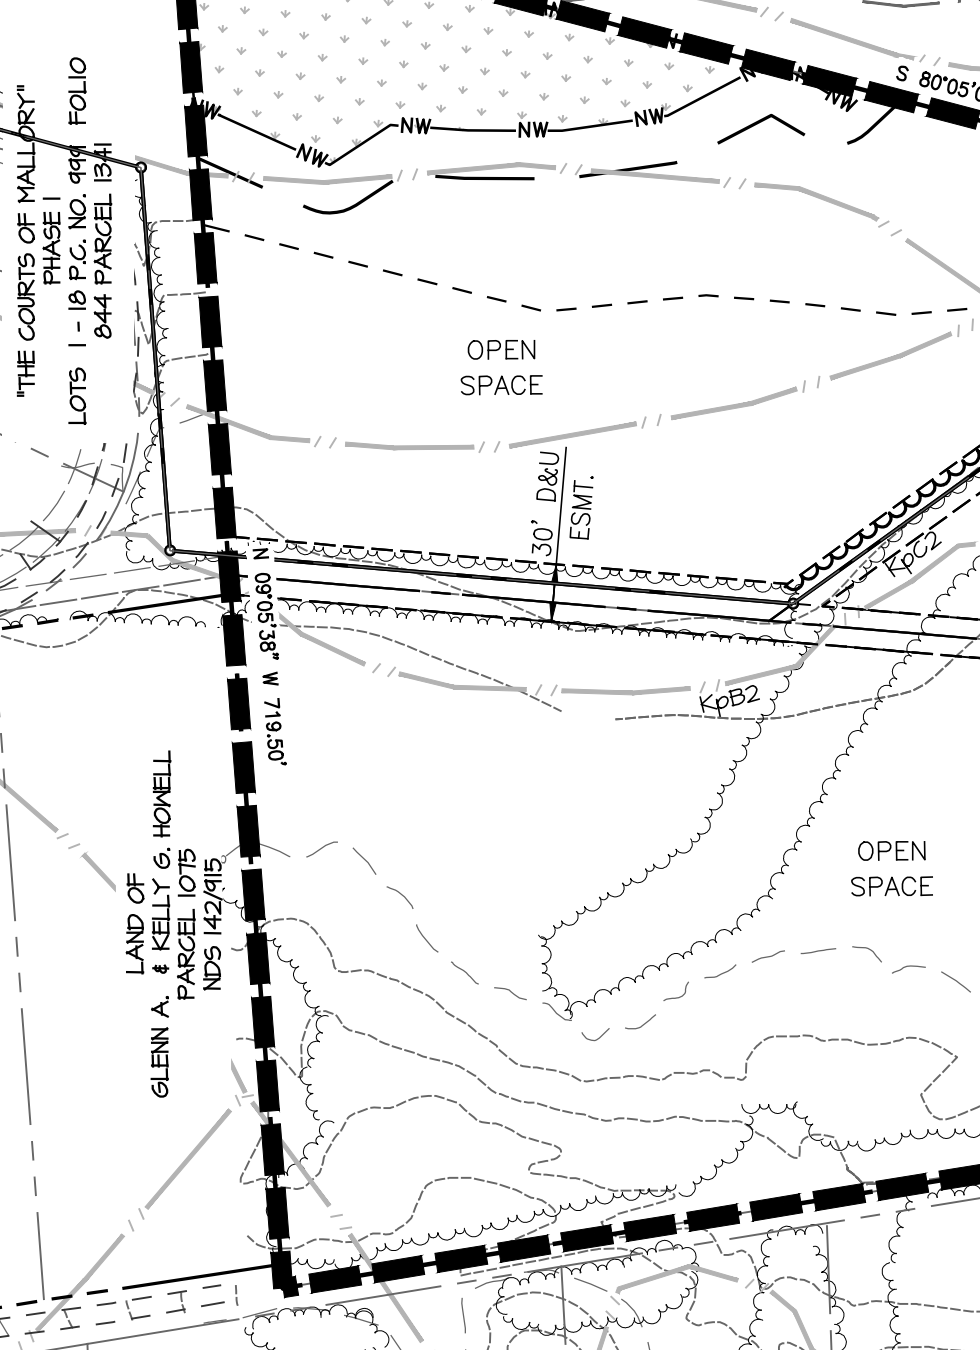 "THE COURTS OF MALLORY"
PHASE I
LOTS 1 - 18 P.C. NO. 999 FOLIO
844 PARCEL 1341
NW
NW
NW
NW
NW
NW
S 80°05'
OPEN
SPACE
30' D&U
ESMT.
KpC2
N 09°05'38" W 719.50'
KpB2
LAND OF
GLENN A. & KELLY G. HOWELL
PARCEL 1075
NDS 142/915
OPEN
SPACE